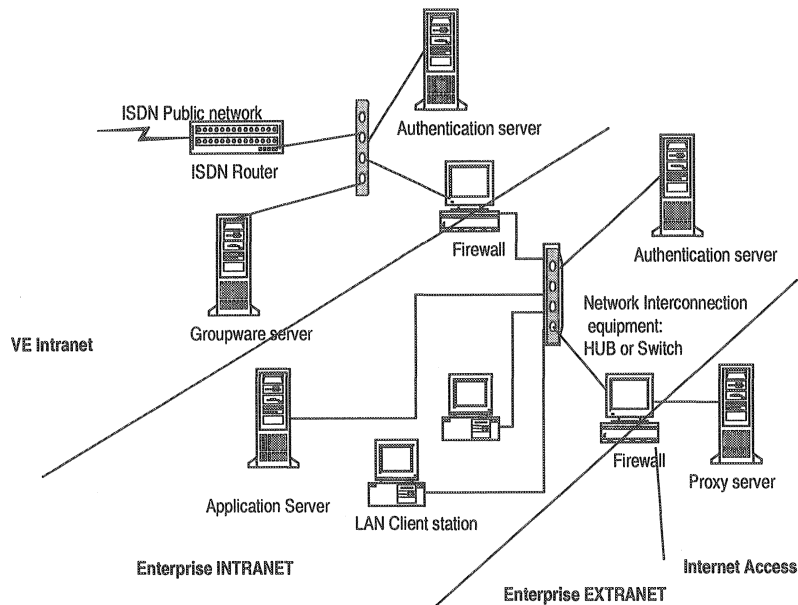 ISDN Public network
Authentication server
ISDN Router
Firewall
Authentication server
Groupware server
Network Interconnection
equipment:
HUB or Switch
VE Intranet
Firewall
Proxy server
Application Server
LAN Client station
Enterprise INTRANET
Internet Access
Enterprise EXTRANET